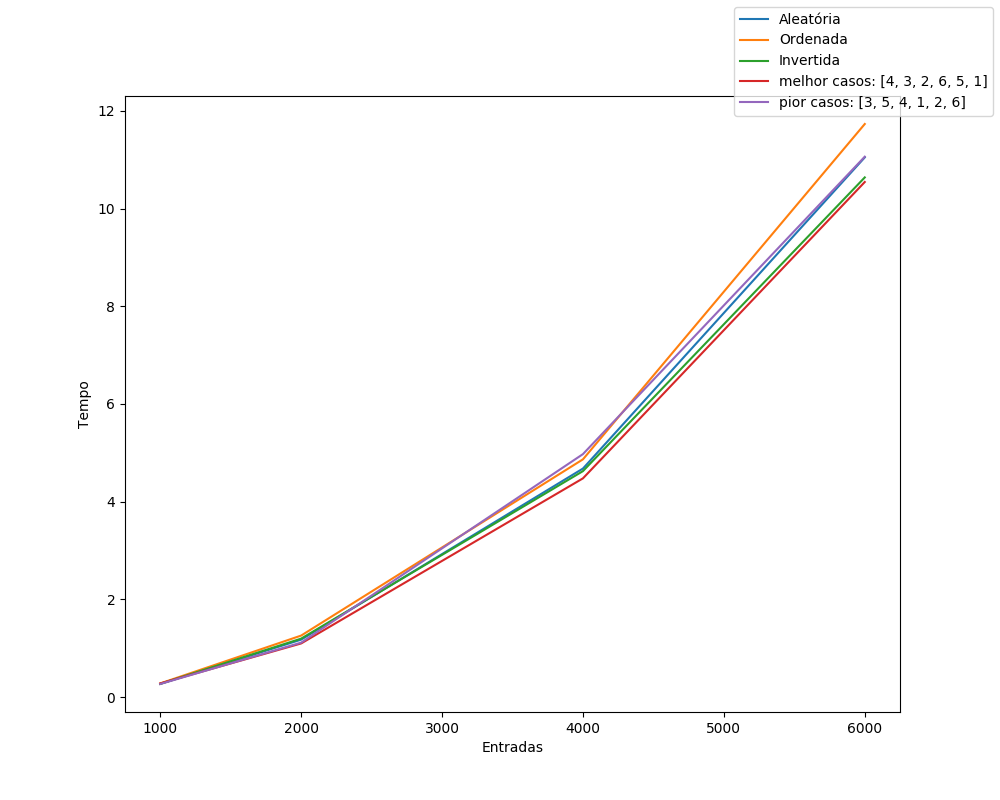 Aleatória
Ordenada
Invertida
melhor casos: [4, 3, 2, 6, 5, 1]
pior casos: [3, 5, 4, 1, 2, 6]
12
10
8
6
4
2
0
Tempo
1000 2000 3000 4000 5000 6000
Entradas